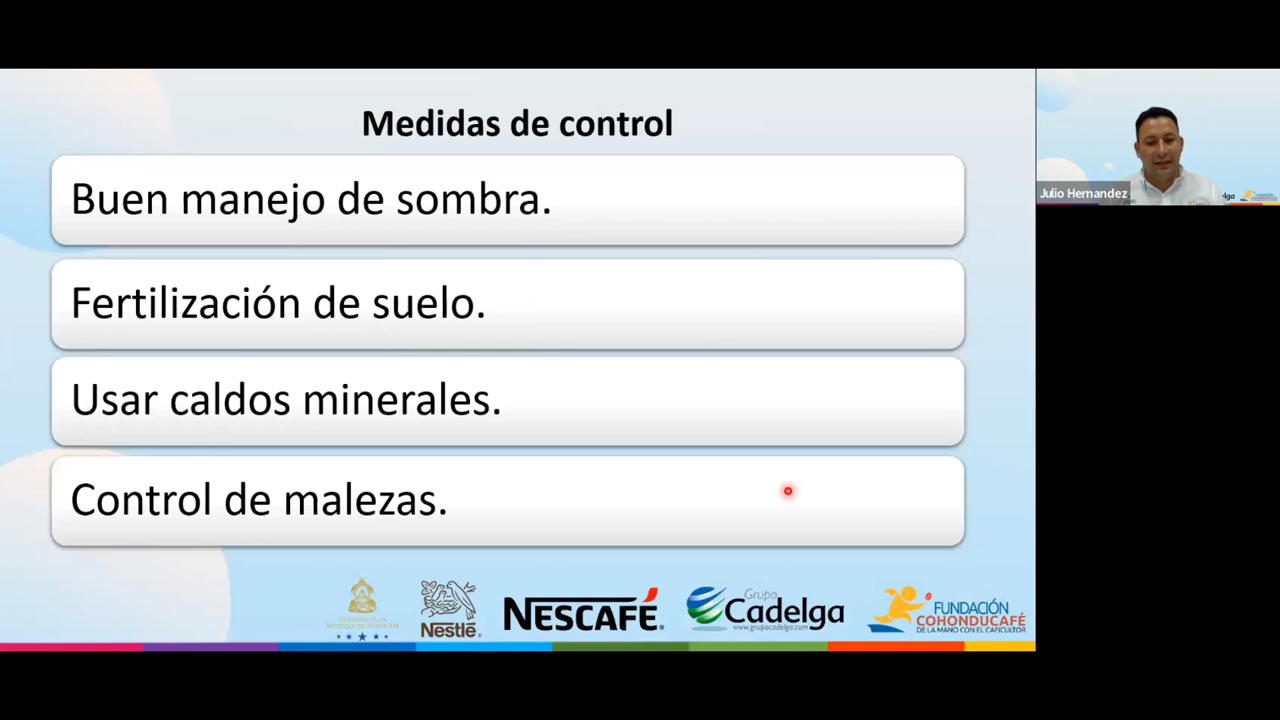 Medidas de control
Buen manejo de sombra.
Fertilización de suelo.
Usar caldos minerales.
Control de malezas.
Julio Hernandez
Nestlé
NESCAFÉ
Grupo
Cadelga
www.grupocadelga.com
FUNDACIÓN
COHONDUCAFÉ
DE LA MANO CON EL CAFICULTOR